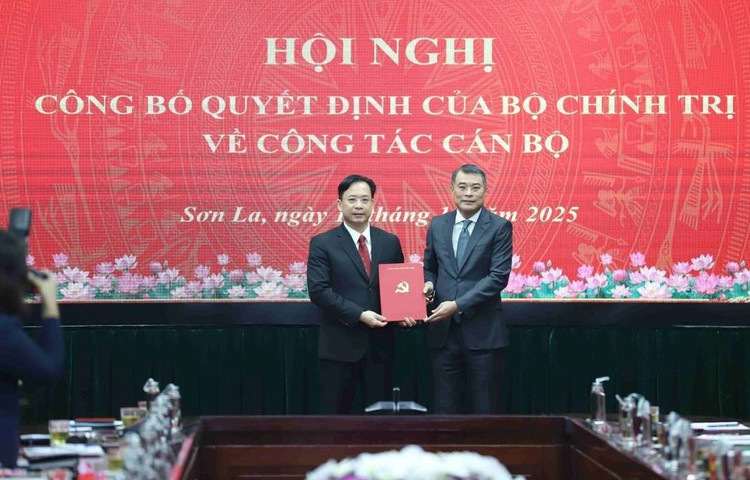 HỘI NGHỊ
CÔNG BỐ QUYẾT ĐỊNH CỦA BỘ CHÍNH TRỊ
VỀ CÔNG TÁC CÁN BỘ
Sơn La, ngày tháng năm 2025